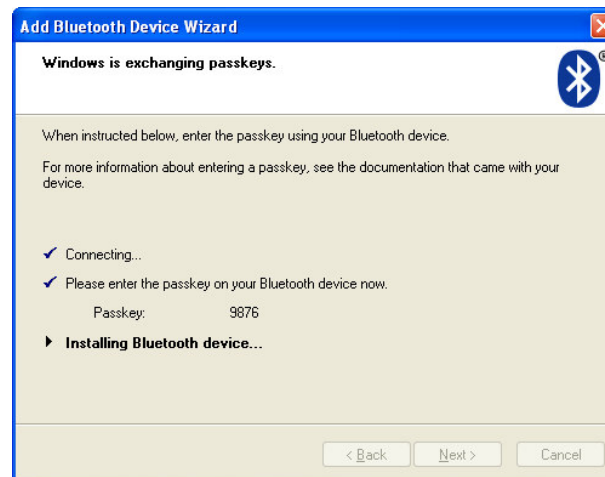 Add Bluetooth Device Wizard
Windows is exchanging passkeys.
When instructed below, enter the passkey using your Bluetooth device.
For more information about entering a passkey, see the documentation that came with your
device.
Connecting...
Please enter the passkey on your Bluetooth device now.
Passkey: 9876
Installing Bluetooth device...
< Back Next > Cancel